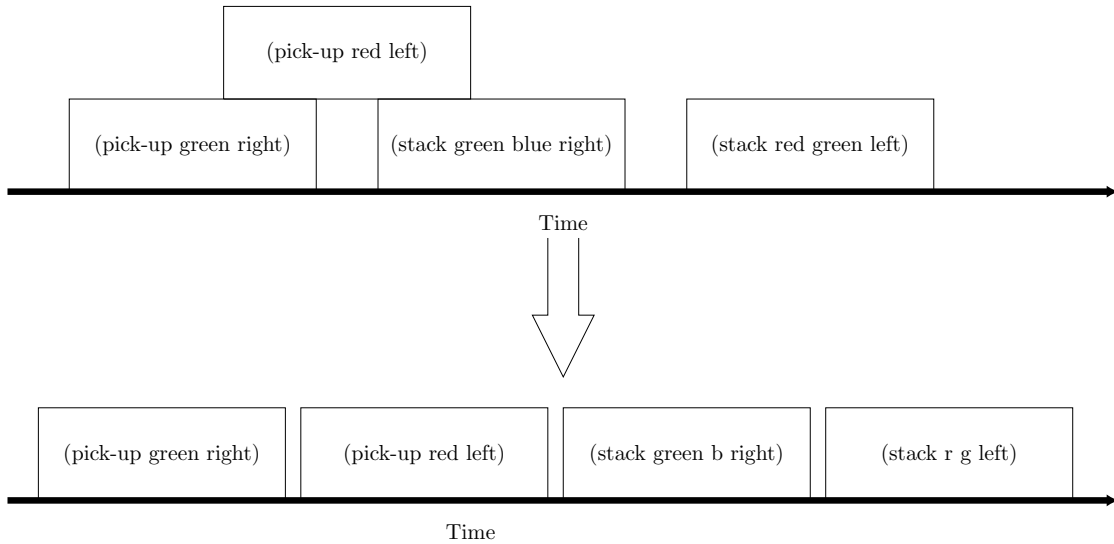 (pick-up red left)
(pick-up green right)
(stack green blue right)
(stack red green left)
Time
(pick-up green right)
(pick-up red left)
(stack green b right)
(stack r g left)
Time